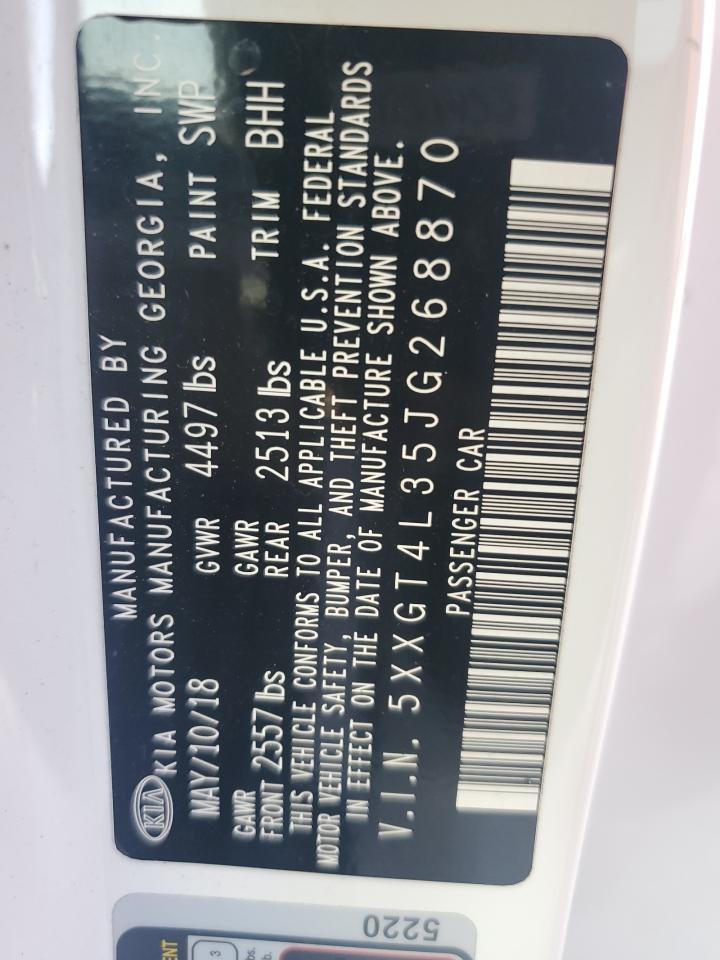 MANUFACTURED BY
KIA KIA MOTORS MANUFACTURING GEORGIA, INC.
MAY/10/18 GVWR 4497 lbs PAINT SWP
GAWR FRONT 2557 lbs GAWR REAR 2513 lbs TRIM BHH
THIS VEHICLE CONFORMS TO ALL APPLICABLE U.S.A. FEDERAL
MOTOR VEHICLE SAFETY, BUMPER, AND THEFT PREVENTION STANDARDS
IN EFFECT ON THE DATE OF MANUFACTURE SHOWN ABOVE.
V.I.N. 5XXGT4L35JG268870
PASSENGER CAR
5220
3